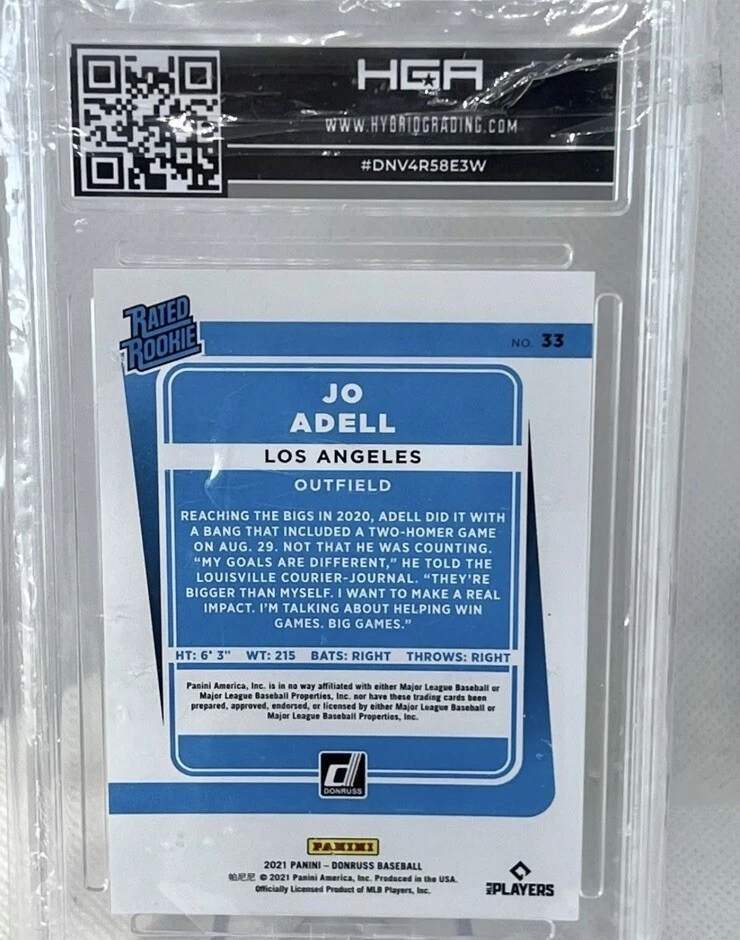 HGA
WWW.HYBRIDGRADING.COM
#DNV4R58E3W
RATED
ROOKIE
NO. 33
JO
ADELL
LOS ANGELES
OUTFIELD
REACHING THE BIGS IN 2020, ADELL DID IT WITH
A BANG THAT INCLUDED A TWO-HOMER GAME
ON AUG. 29. NOT THAT HE WAS COUNTING.
“MY GOALS ARE DIFFERENT,” HE TOLD THE
LOUISVILLE COURIER-JOURNAL. “THEY’RE
BIGGER THAN MYSELF. I WANT TO MAKE A REAL
IMPACT. I’M TALKING ABOUT HELPING WIN
GAMES. BIG GAMES.”
HT: 6' 3" WT: 215 BATS: RIGHT THROWS: RIGHT
Panini America, Inc. is in no way affiliated with either Major League Baseball or
Major League Baseball Properties, Inc. nor have these trading cards been
prepared, approved, endorsed, or licensed by either Major League Baseball or
Major League Baseball Properties, Inc.
d
DONRUSS
PANINI
2021 PANINI – DONRUSS BASEBALL
帕尼尼 © 2021 Panini America, Inc. Produced in the USA.
Officially Licensed Product of MLB Players, Inc.
MLB PLAYERS